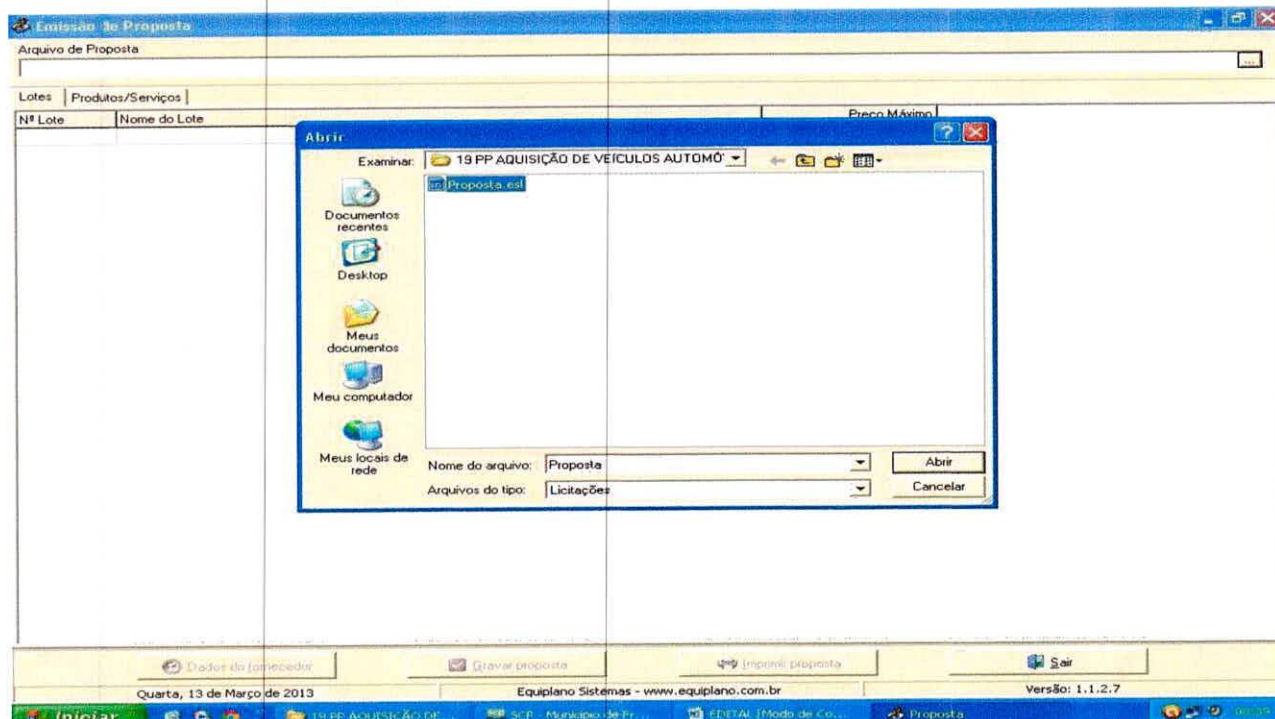 Emissão de Proposta
Arquivo de Proposta
...
Lotes Produtos/Serviços
Nº Lote Nome do Lote Preço Máximo
Abrir
Examinar: 19 PP AQUISIÇÃO DE VEÍCULOS AUTOMÓ
Proposta.esl
Documentos recentes
Desktop
Meus documentos
Meu computador
Meus locais de rede
Nome do arquivo: Proposta Abrir
Arquivos do tipo: Licitações Cancelar
Dados do fornecedor Gravar proposta Imprimir proposta Sair
Quarta, 13 de Março de 2013 Equiplano Sistemas - www.equiplano.com.br Versão: 1.1.2.7
Iniciar 19 PP AQUISIÇÃO DE ... SCP - Município de Pr... EDITAL [Modo de Co... Proposta